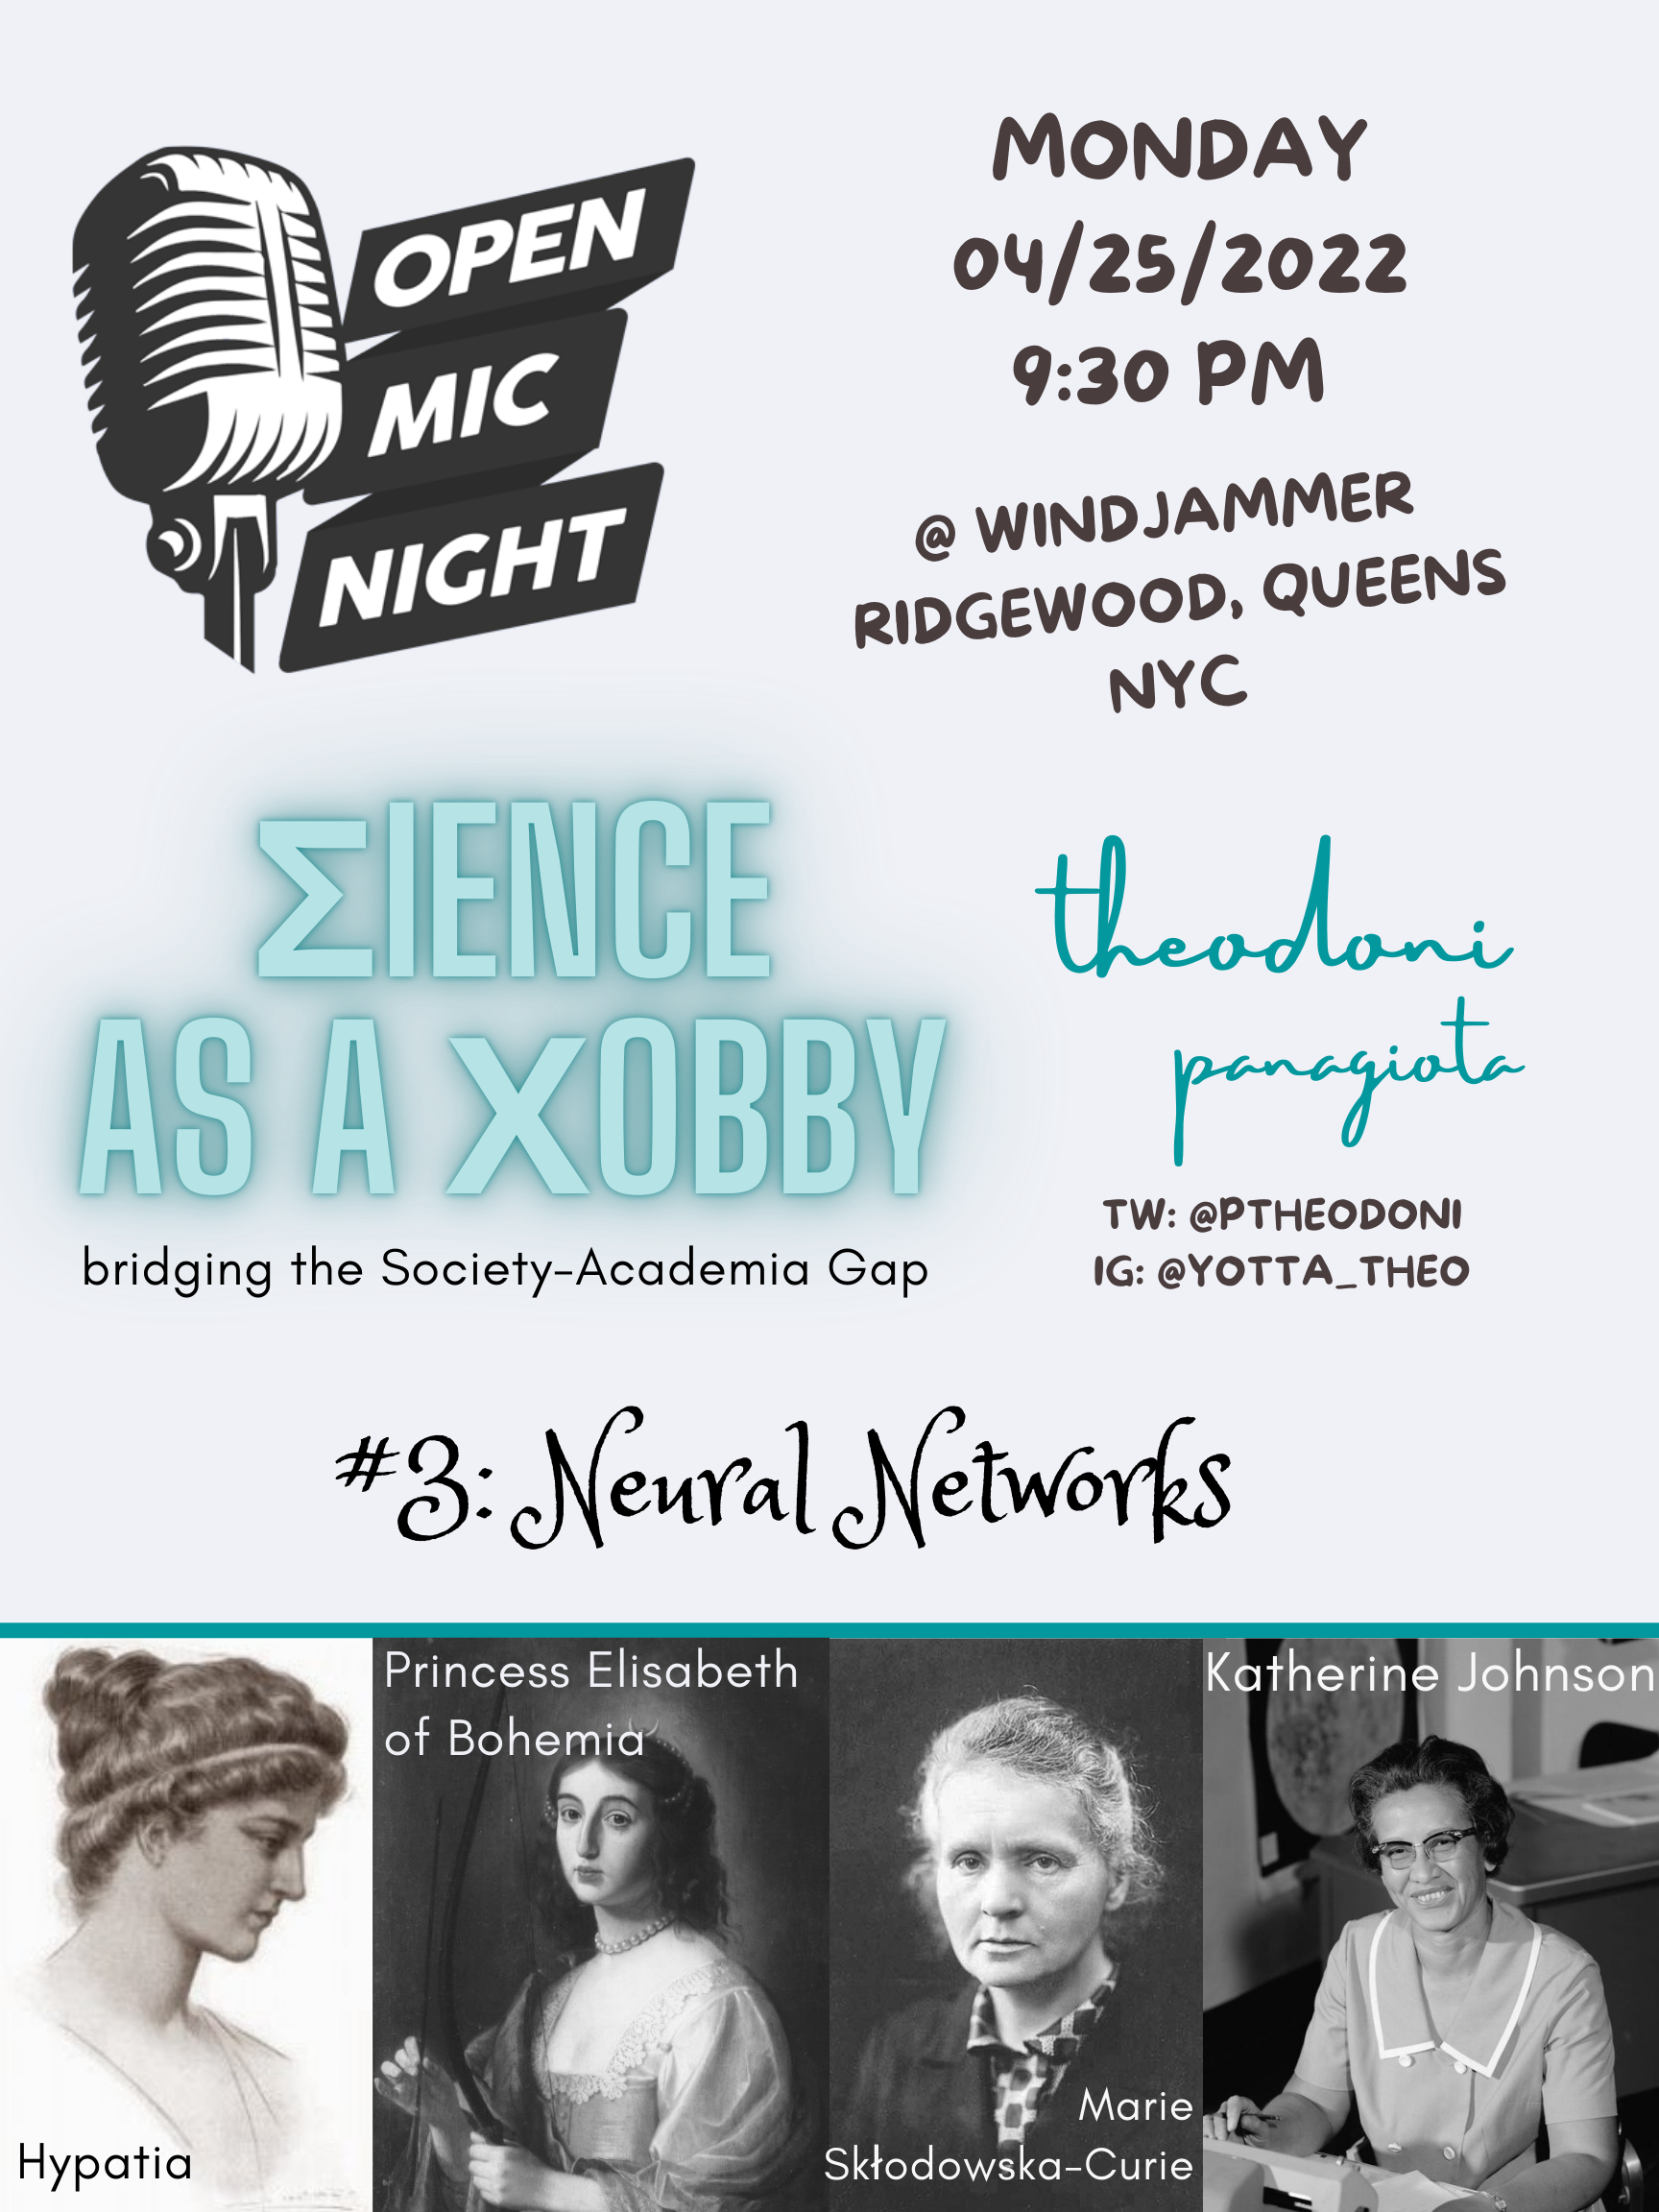 OPEN
MIC
NIGHT
MONDAY
04/25/2022
9:30 PM
@ WINDJAMMER
RIDGEWOOD, QUEENS
NYC
ΣIENCE
AS A XOBBY
bridging the Society-Academia Gap
theodoni
panagiota
TW: @PTHEODONI
IG: @YOTTA_THEO
#3: Neural Networks
Hypatia
Princess Elisabeth
of Bohemia
Marie
Skłodowska-Curie
Katherine Johnson